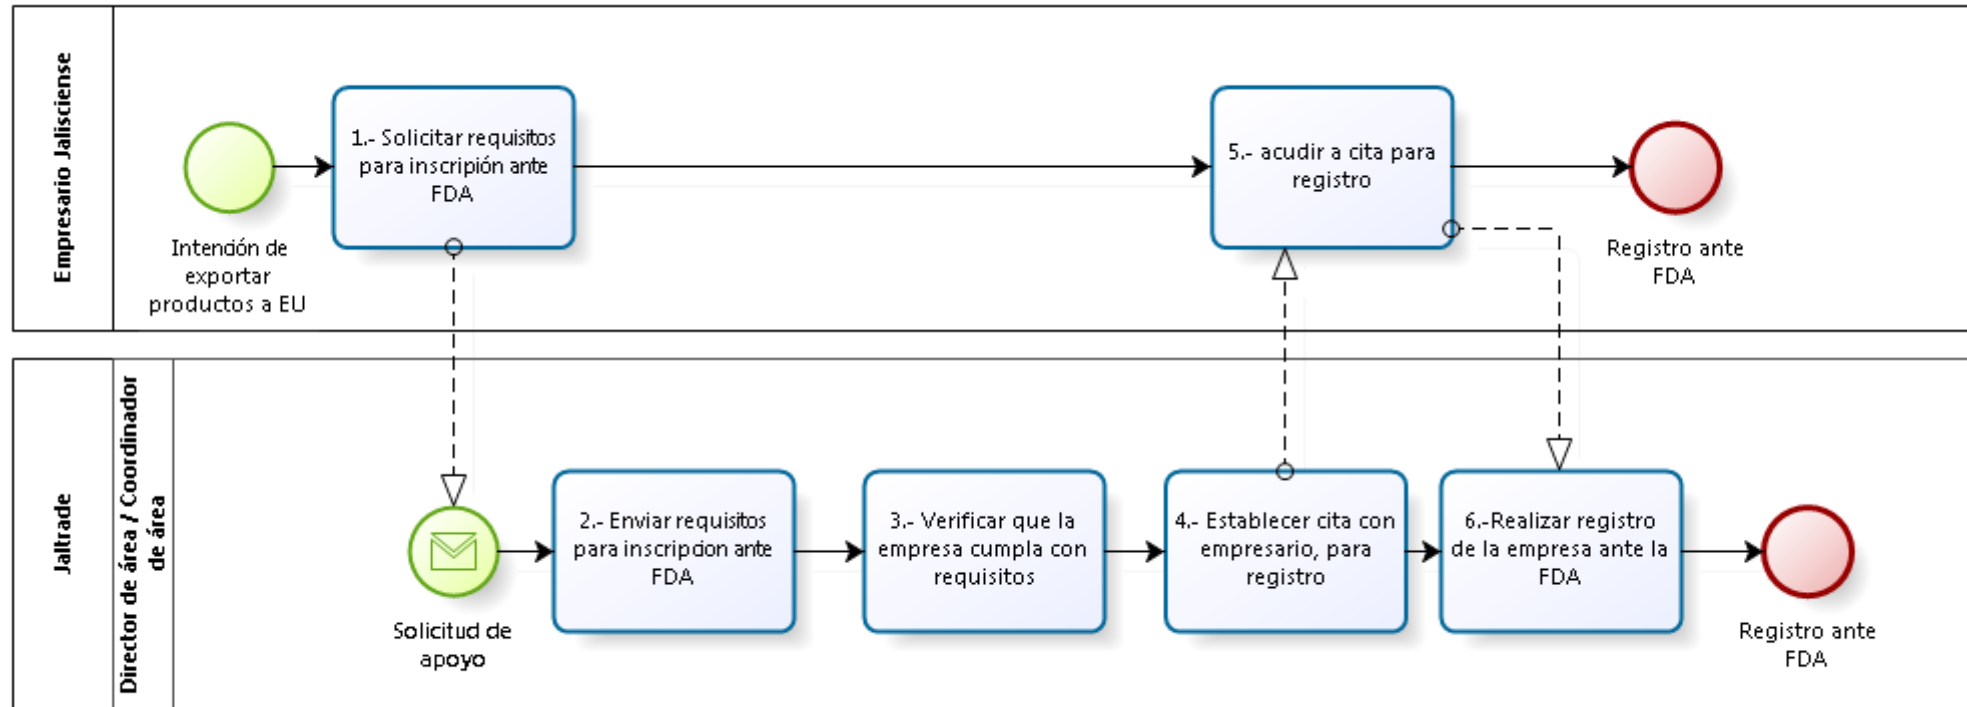 Empresario Jalisciense
1.- Solicitar requisitos
para inscripión ante
FDA
5.- acudir a cita para
registro
Intención de
exportar
productos a EU
Registro ante
FDA
Jaltrade
Director de área / Coordinador
de área
2.- Enviar requisitos
para inscripcion ante
FDA
3.- Verificar que la
empresa cumpla con
requisitos
4.- Establecer cita con
empresario, para
registro
6.-Realizar registro
de la empresa ante la
FDA
Solicitud de
apoyo
Registro ante
FDA